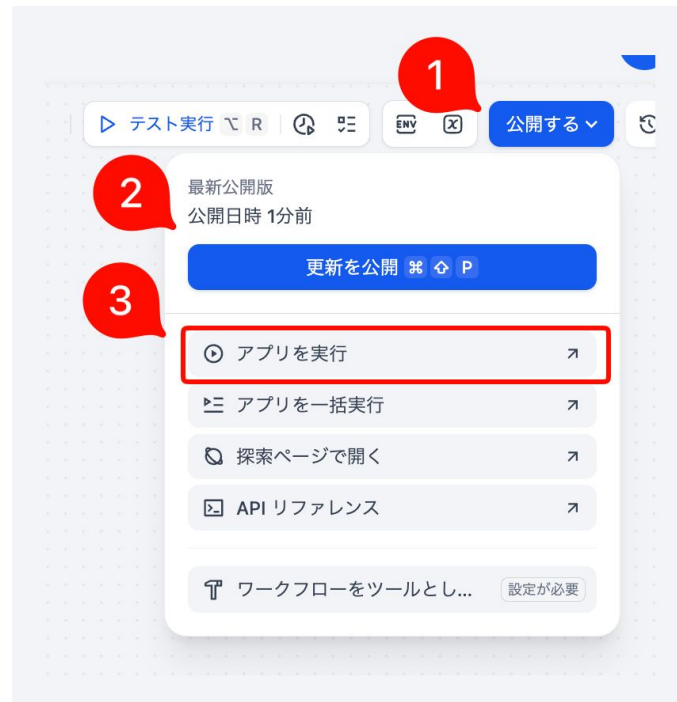 1
テスト実行 ⌥ R ENV x 公開する
2
最新公開版
公開日時 1分前
更新を公開 ⌘ ⇧ P
3
アプリを実行
アプリを一括実行
探索ページで開く
API リファレンス
ワークフローをツールとし... 設定が必要